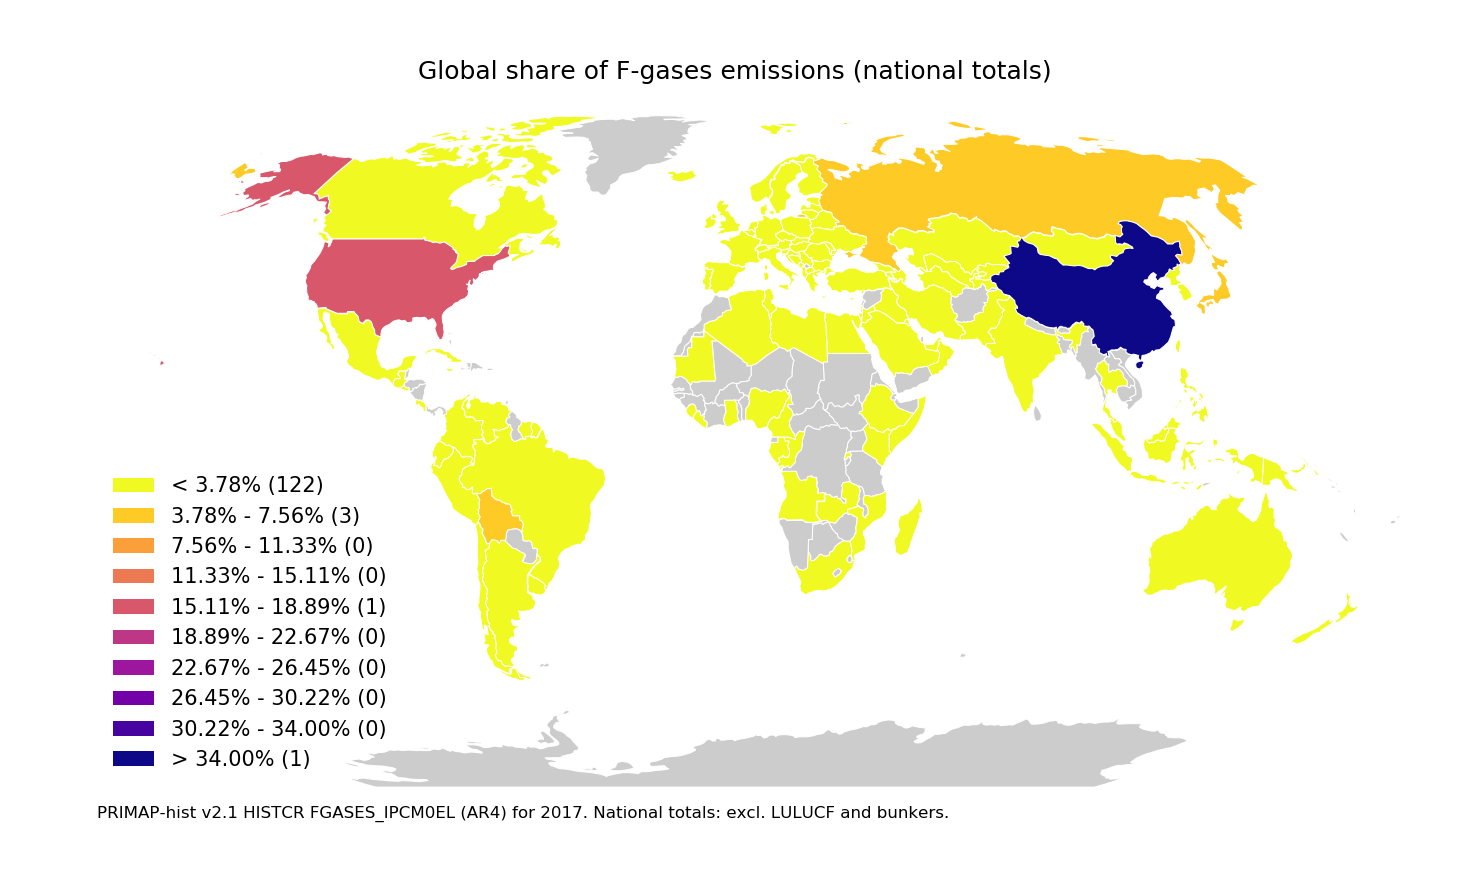 Global share of F-gases emissions (national totals)
< 3.78% (122)
3.78% - 7.56% (3)
7.56% - 11.33% (0)
11.33% - 15.11% (0)
15.11% - 18.89% (1)
18.89% - 22.67% (0)
22.67% - 26.45% (0)
26.45% - 30.22% (0)
30.22% - 34.00% (0)
> 34.00% (1)
PRIMAP-hist v2.1 HISTCR FGASES_IPCM0EL (AR4) for 2017. National totals: excl. LULUCF and bunkers.